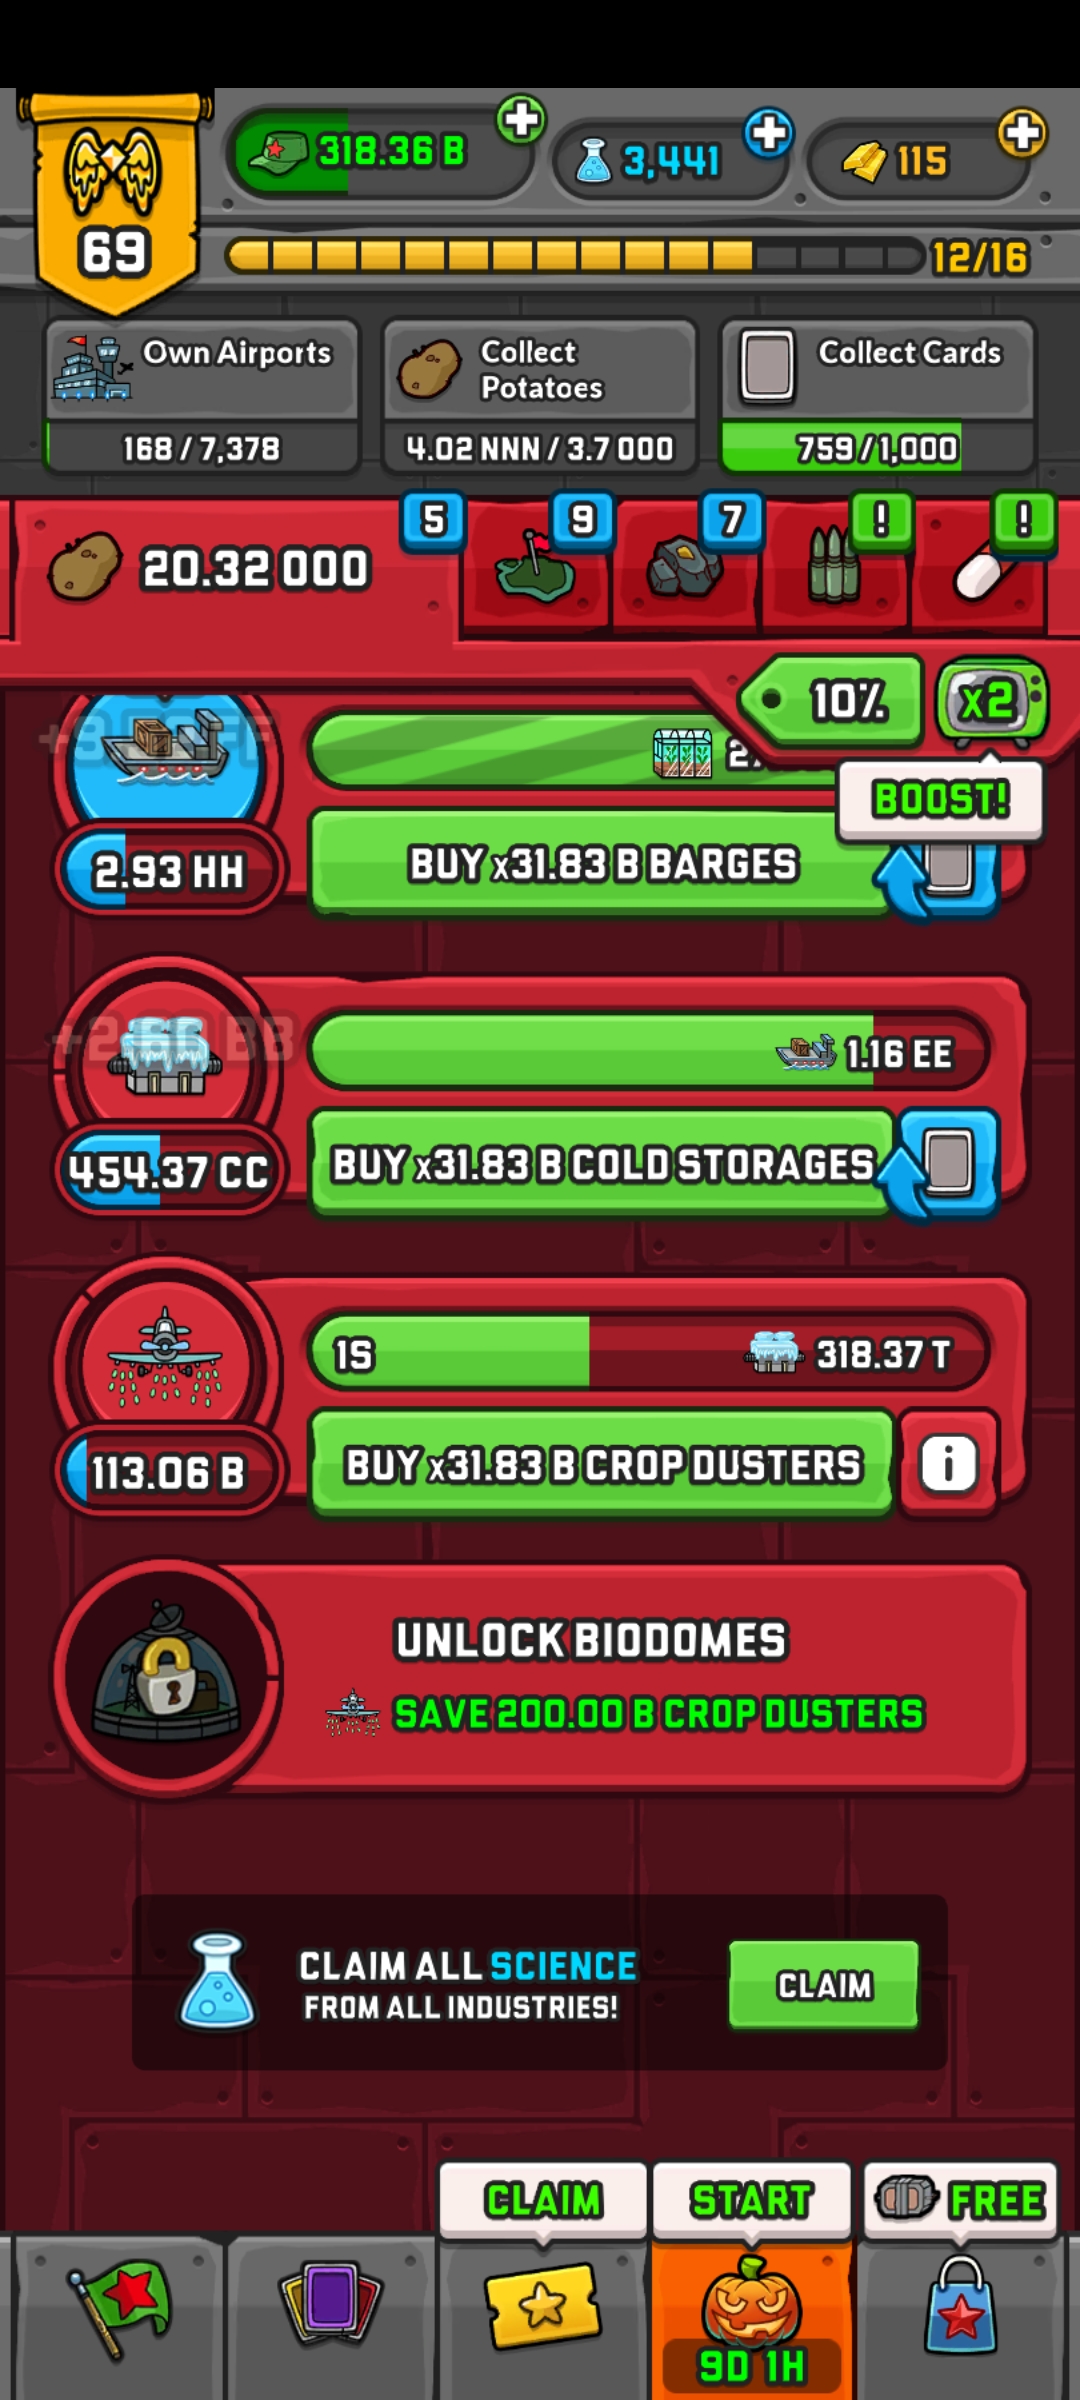 318.36 B
3,441
115
69
12/16
Own Airports
168 / 7,378
Collect
Potatoes
4.02 NNN / 3.7 OOO
Collect Cards
759 / 1,000
20.32 OOO
5
9
7
!
!
10%
x2
BOOST!
2.93 HH
BUY x31.83 B BARGES
1.16 EE
454.37 CC
BUY x31.83 B COLD STORAGES
1S
318.37 T
113.06 B
BUY x31.83 B CROP DUSTERS
i
UNLOCK BIODOMES
SAVE 200.00 B CROP DUSTERS
CLAIM ALL SCIENCE
FROM ALL INDUSTRIES!
CLAIM
CLAIM
START
FREE
9D 1H